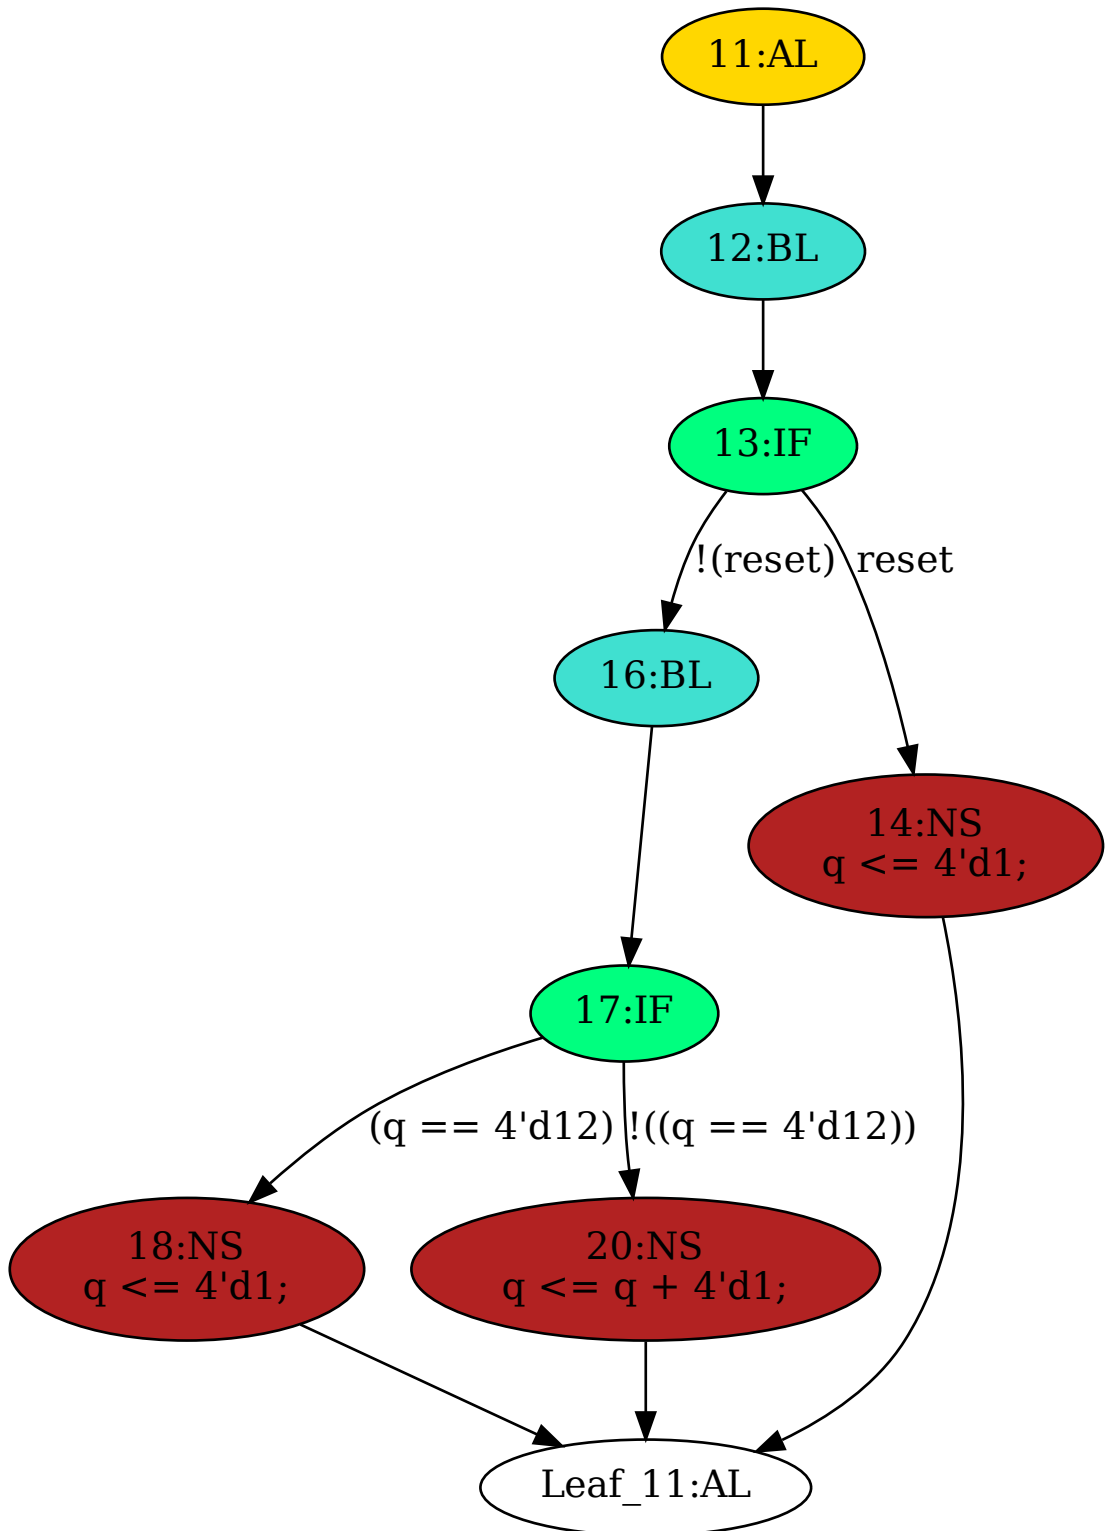 11:AL
12:BL
13:IF
!(reset)
reset
16:BL
14:NS
q <= 4'd1;
17:IF
(q == 4'd12)
!((q == 4'd12))
18:NS
q <= 4'd1;
20:NS
q <= q + 4'd1;
Leaf_11:AL